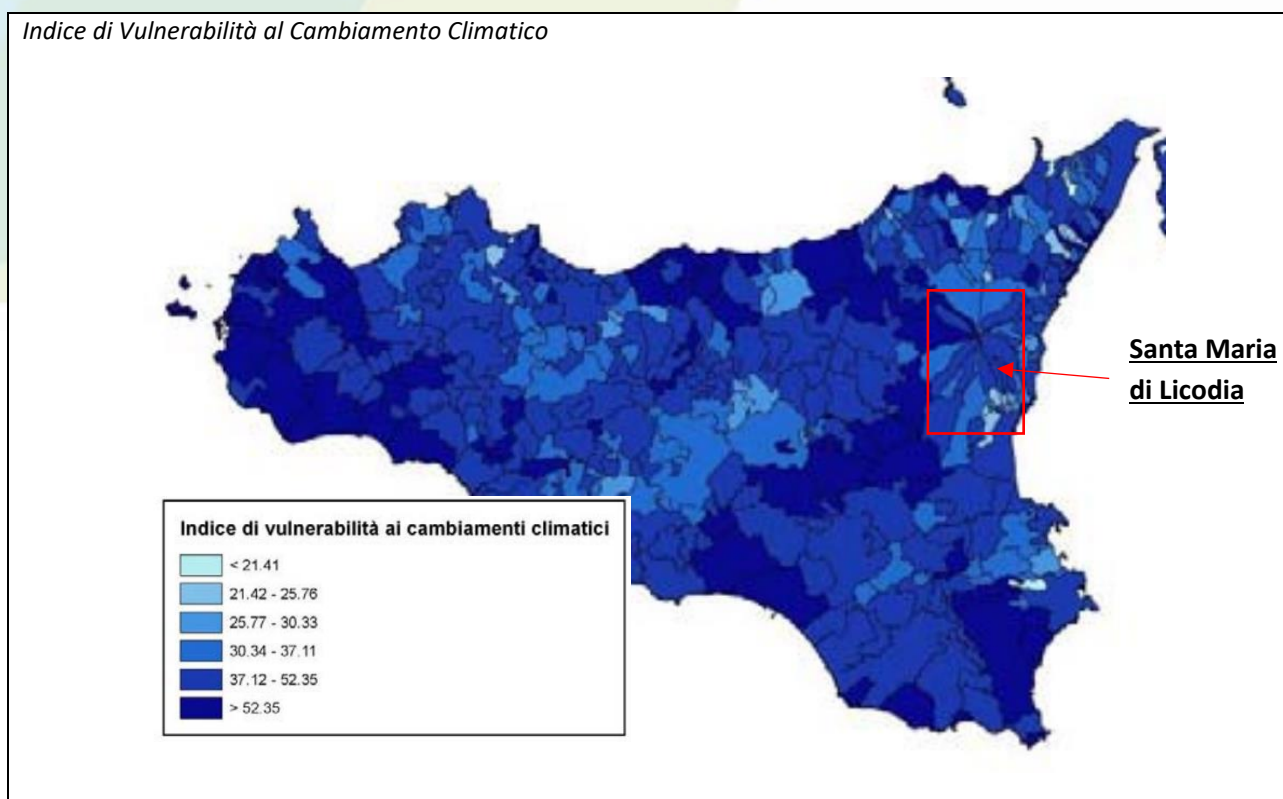 Indice di Vulnerabilità al Cambiamento Climatico
Santa Maria
di Licodia
Indice di vulnerabilità ai cambiamenti climatici
< 21.41
21.42 - 25.76
25.77 - 30.33
30.34 - 37.11
37.12 - 52.35
> 52.35